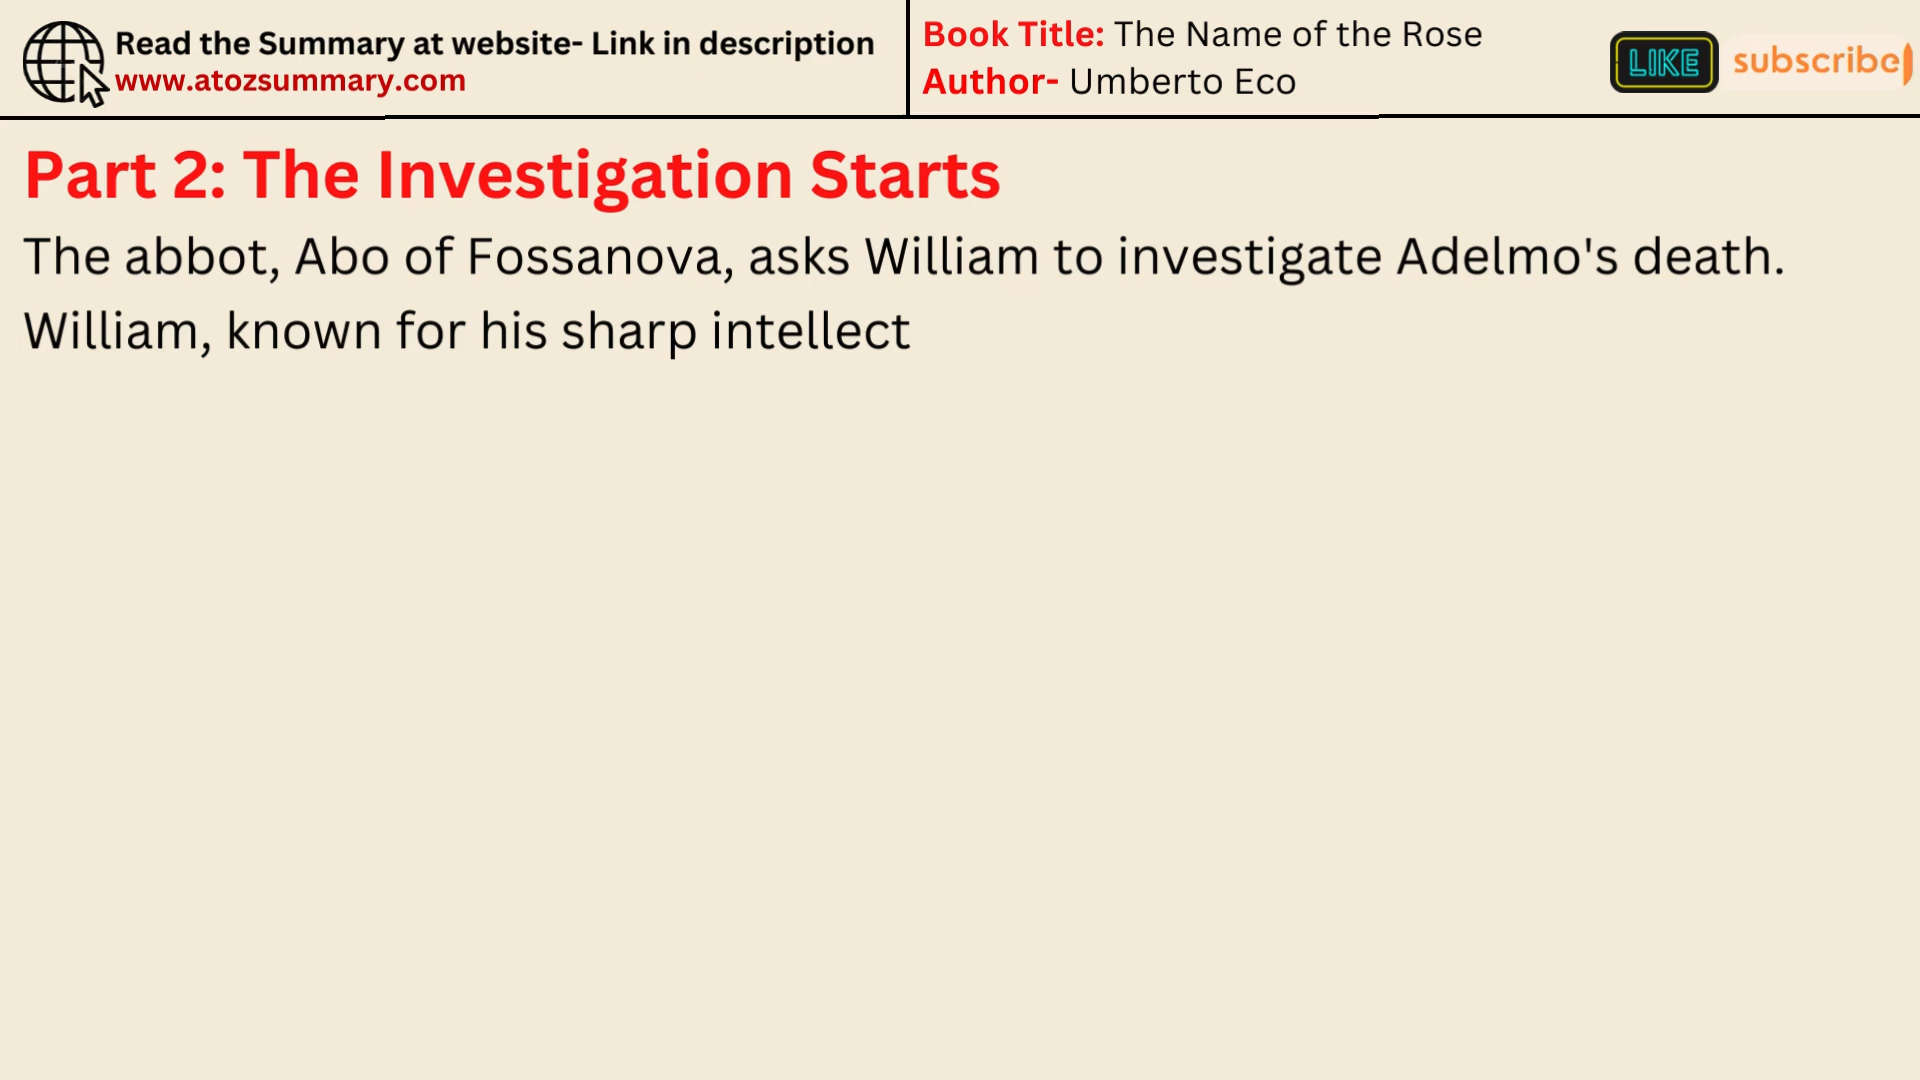 Read the Summary at website- Link in description
www.atozsummary.com
Book Title: The Name of the Rose
Author- Umberto Eco
LIKE
subscribe
Part 2: The Investigation Starts
The abbot, Abo of Fossanova, asks William to investigate Adelmo's death.
William, known for his sharp intellect